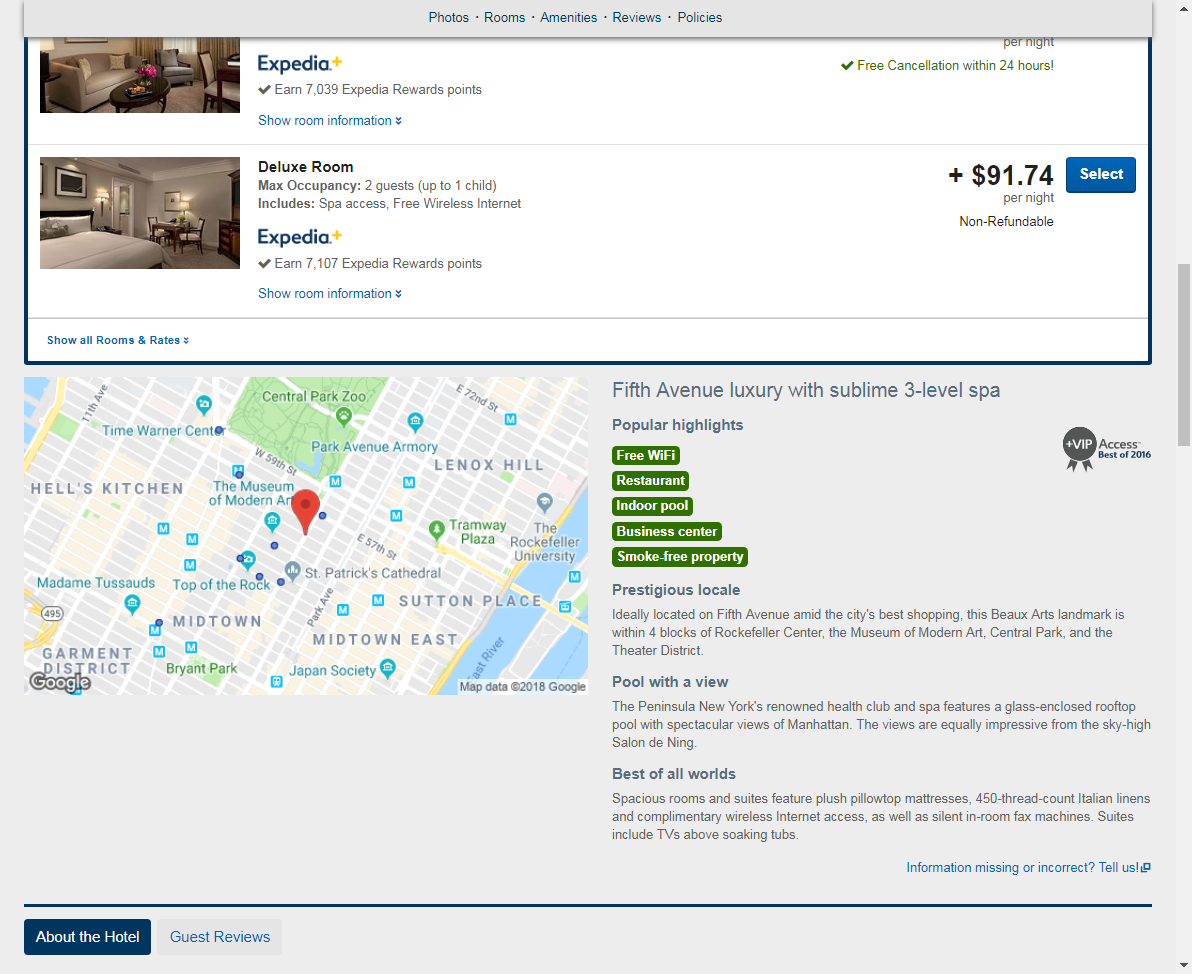 Photos · Rooms · Amenities · Reviews · Policies
per night
Expedia.+
Free Cancellation within 24 hours!
Earn 7,039 Expedia Rewards points
Show room information
Deluxe Room
Max Occupancy: 2 guests (up to 1 child)
Includes: Spa access, Free Wireless Internet
+ $91.74
Select
per night
Non-Refundable
Expedia.+
Earn 7,107 Expedia Rewards points
Show room information
Show all Rooms & Rates
11th Ave
Central Park Zoo
E 72nd St
M
Time Warner Center
Park Avenue Armory
W 59th St
LENOX HILL
M
M
M
HELL'S KITCHEN
The Museum
of Modern Art
M
M
M
E 57th St
Tramway
Plaza
The
Rockefeller
University
M
Madame Tussauds
Top of the Rock
St. Patrick's Cathedral
M
495
Park Ave
M
M
SUTTON PLACE
MIDTOWN
M
MIDTOWN EAST
M
M
GARMENT
DISTRICT
Bryant Park
Japan Society
East River
Google
Map data ©2018 Google
Fifth Avenue luxury with sublime 3-level spa
Popular highlights
+VIP Access™
Best of 2016
Free WiFi
Restaurant
Indoor pool
Business center
Smoke-free property
Prestigious locale
Ideally located on Fifth Avenue amid the city's best shopping, this Beaux Arts landmark is
within 4 blocks of Rockefeller Center, the Museum of Modern Art, Central Park, and the
Theater District.
Pool with a view
The Peninsula New York's renowned health club and spa features a glass-enclosed rooftop
pool with spectacular views of Manhattan. The views are equally impressive from the sky-high
Salon de Ning.
Best of all worlds
Spacious rooms and suites feature plush pillowtop mattresses, 450-thread-count Italian linens
and complimentary wireless Internet access, as well as silent in-room fax machines. Suites
include TVs above soaking tubs.
Information missing or incorrect? Tell us!
About the Hotel
Guest Reviews